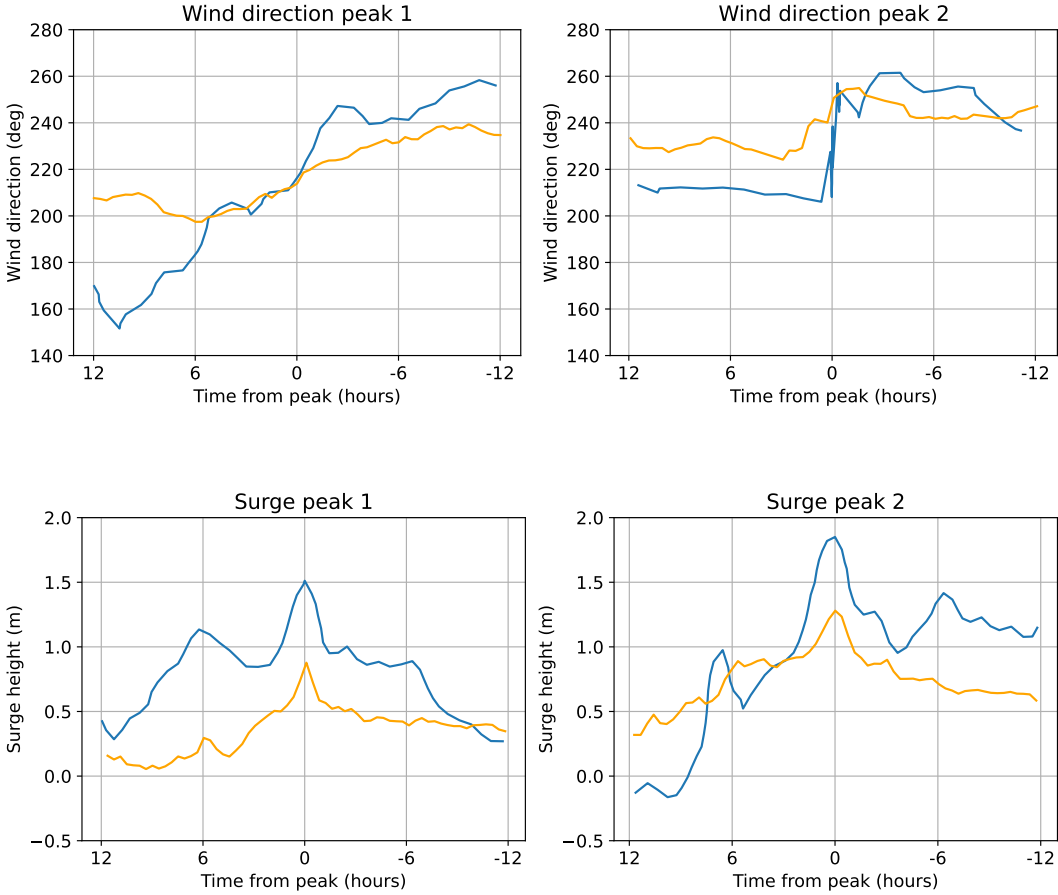 Wind direction peak 1
280
260
240
220
200
180
160
140
Wind direction (deg)
12 6 0 -6 -12
Time from peak (hours)
Wind direction peak 2
280
260
240
220
200
180
160
140
Wind direction (deg)
12 6 0 -6 -12
Time from peak (hours)
Surge peak 1
2.0
1.5
1.0
0.5
0.0
−0.5
Surge height (m)
12 6 0 -6 -12
Time from peak (hours)
Surge peak 2
2.0
1.5
1.0
0.5
0.0
−0.5
Surge height (m)
12 6 0 -6 -12
Time from peak (hours)